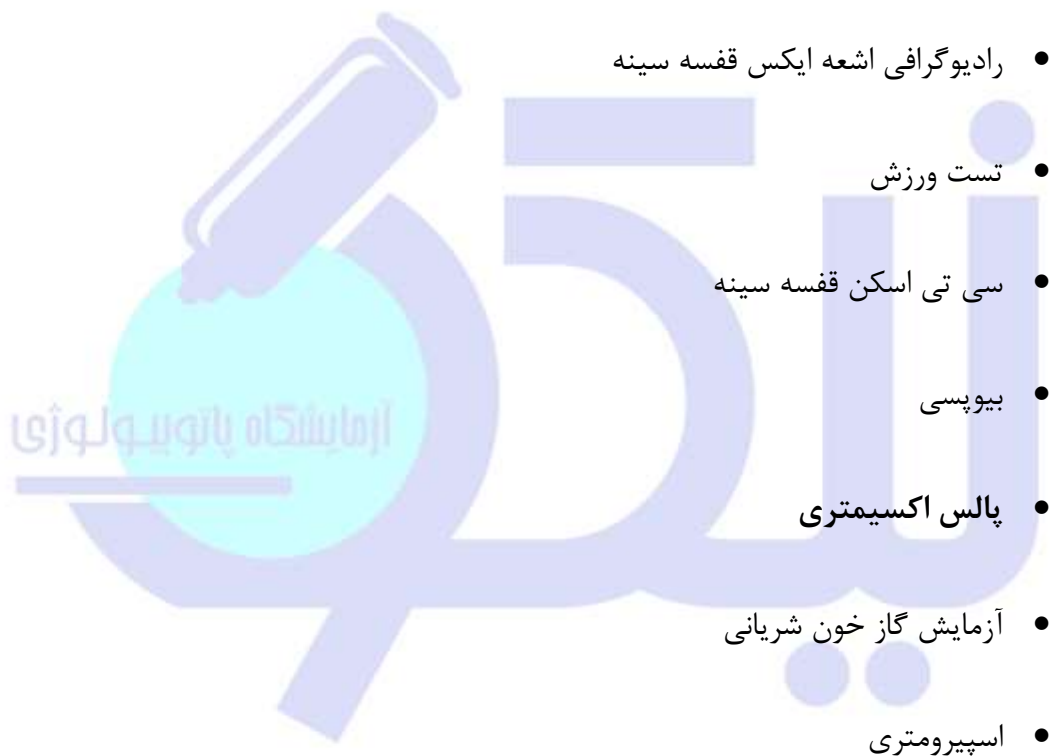 • رادیوگرافی اشعه ایکس قفسه سینه
• تست ورزش
• سی تی اسکن قفسه سینه
• بیوپسی
آزمایشگاه پاتوبیولوژی
• پالس اکسیمتری
نیکو
• آزمایش گاز خون شریانی
• اسپیرومتری